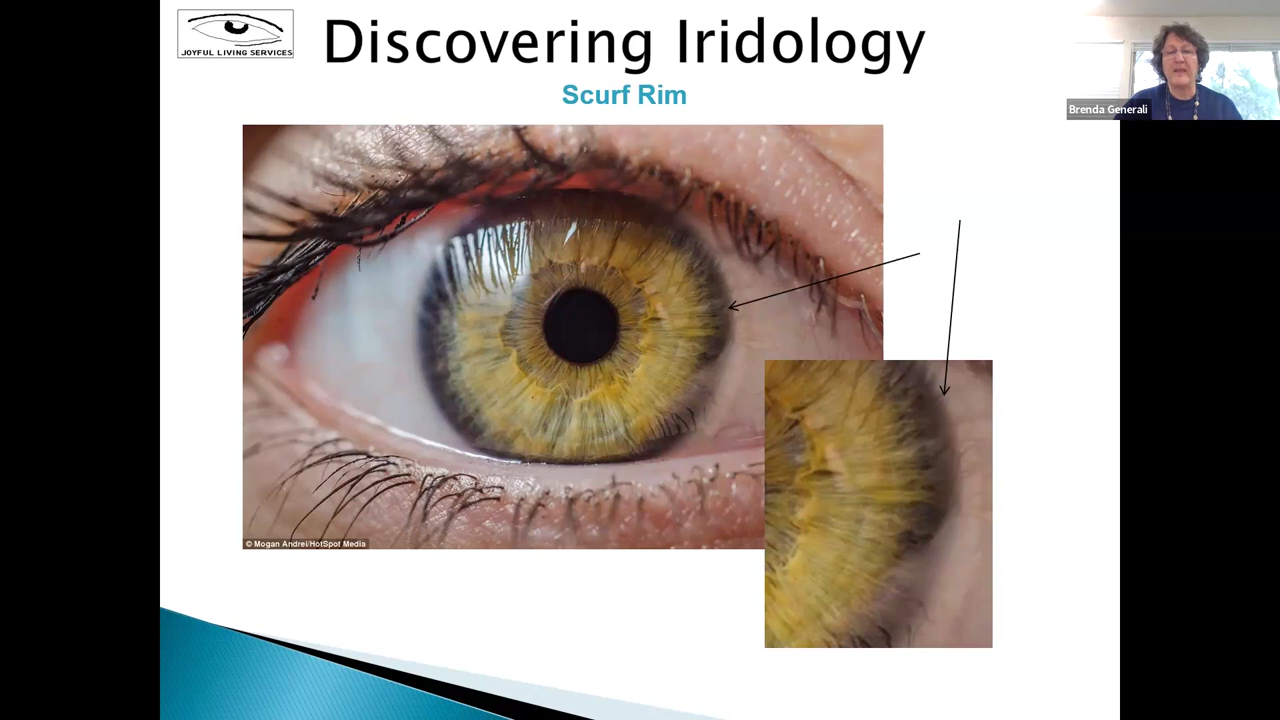 JOYFUL LIVING SERVICES
Discovering Iridology
Scurf Rim
Brenda Generali
© Mogan Andrei/HotSpot Media